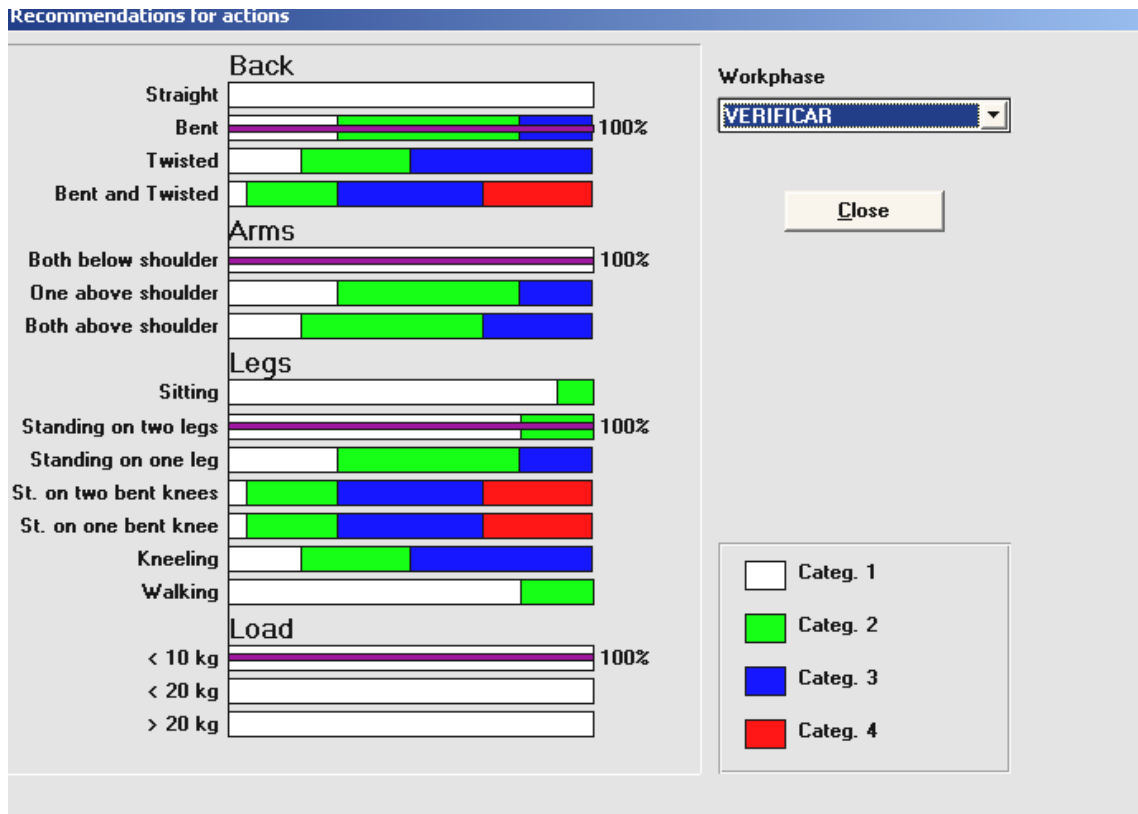 Recommendations for actions
Back
Straight
Bent 100%
Twisted
Bent and Twisted
Arms
Both below shoulder 100%
One above shoulder
Both above shoulder
Legs
Sitting
Standing on two legs 100%
Standing on one leg
St. on two bent knees
St. on one bent knee
Kneeling
Walking
Load
< 10 kg 100%
< 20 kg
> 20 kg
Workphase
VERIFICAR
Close
Categ. 1
Categ. 2
Categ. 3
Categ. 4